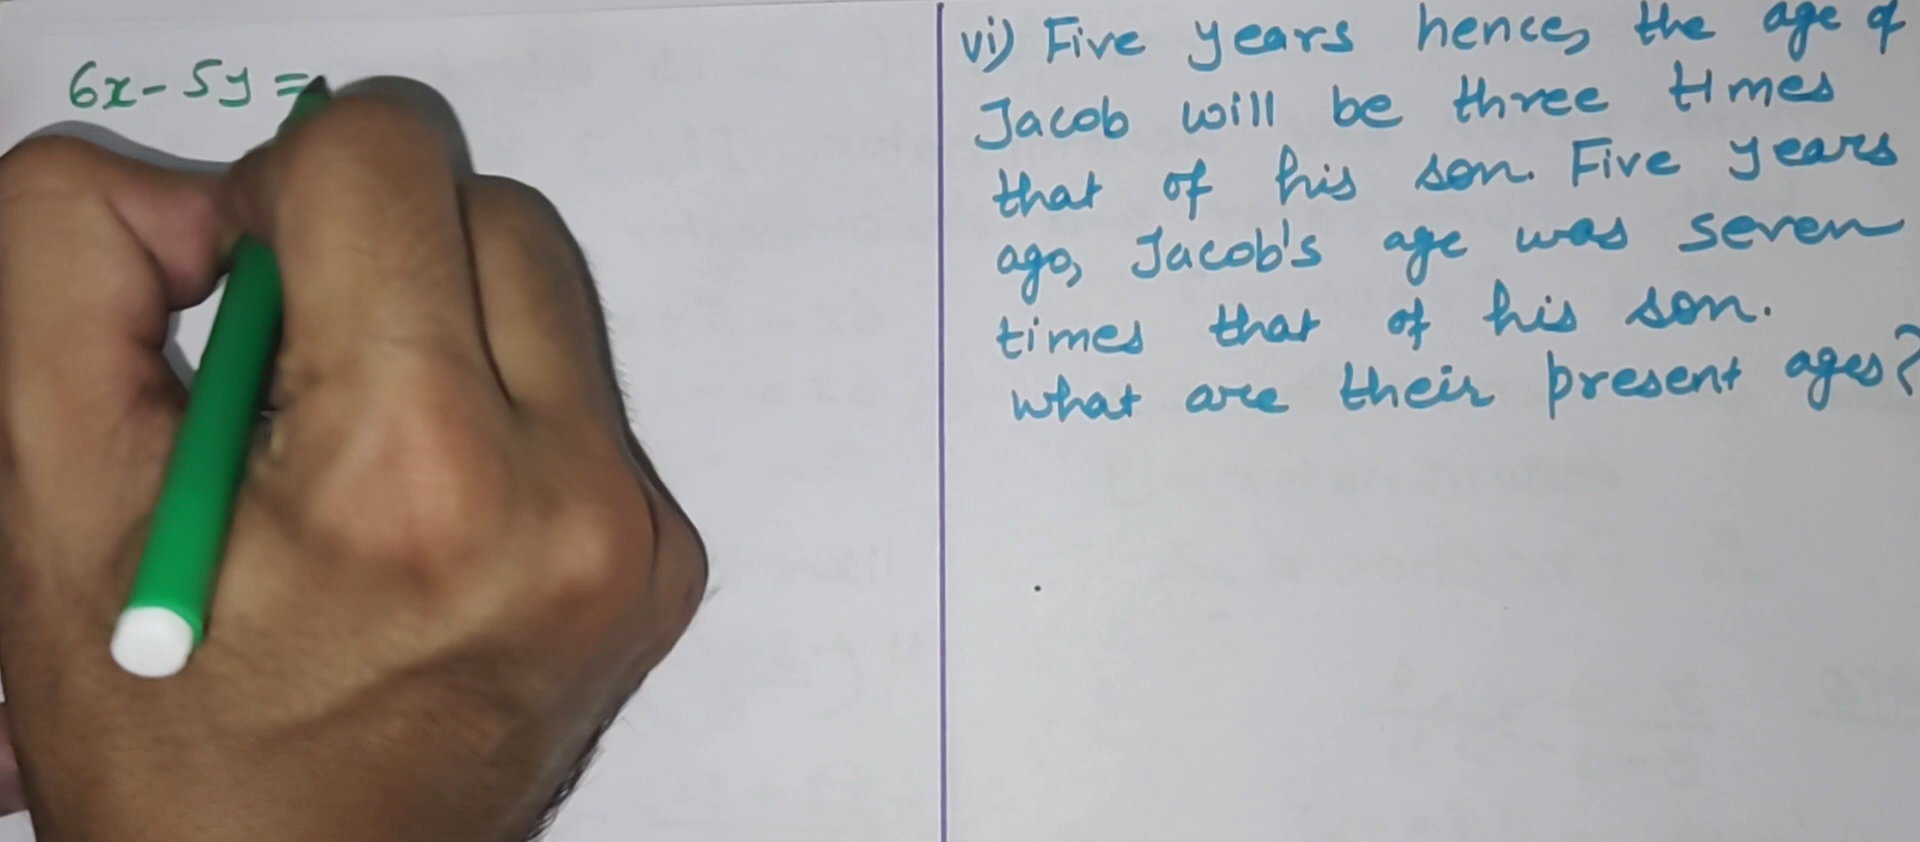 6x - 5y =
vi) Five years hence, the age of
Jacob will be three times
that of his son. Five years
ago, Jacob's age was seven
times that of his son.
what are their present ages?